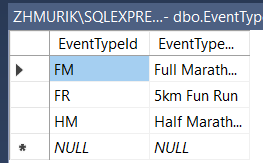 ZHMURIK\SQLEXPRE...- dbo.EventTyp
EventTypeId EventType...
FM Full Marath...
FR 5km Fun Run
HM Half Marath...
NULL NULL